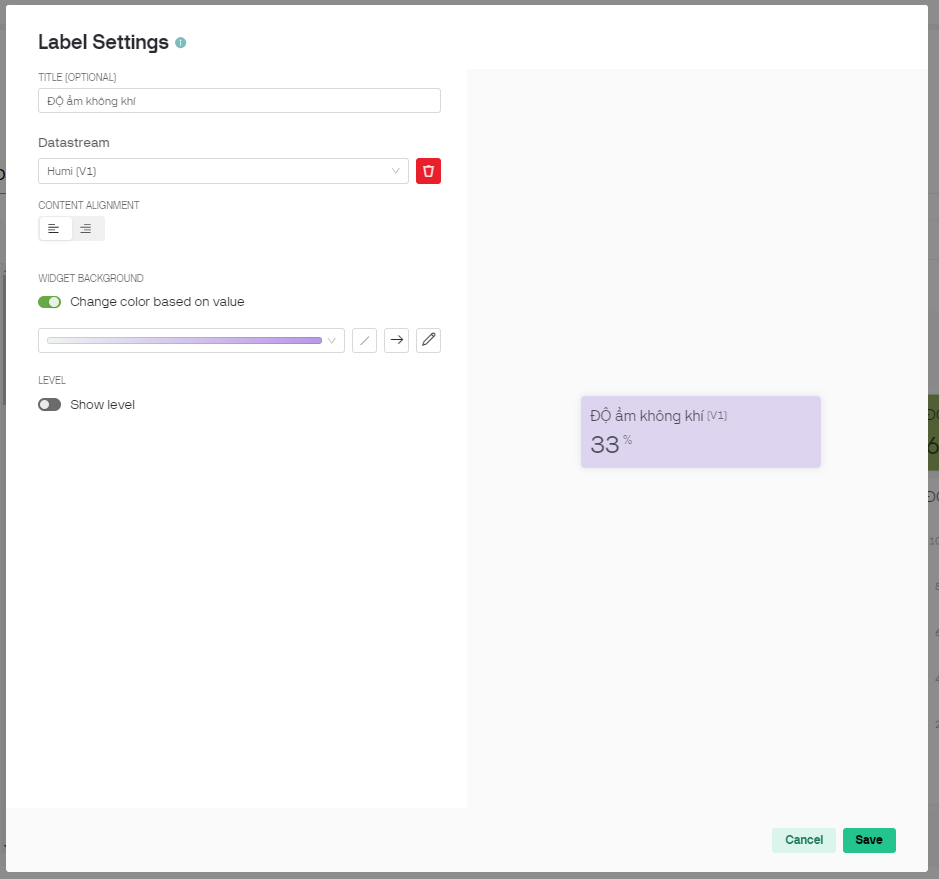 Label Settings
TITLE (OPTIONAL)
ĐỘ ẩm không khí
Datastream
Humi (V1)
CONTENT ALIGNMENT
WIDGET BACKGROUND
Change color based on value
LEVEL
Show level
ĐỘ ẩm không khí (V1)
33 %
Cancel
Save